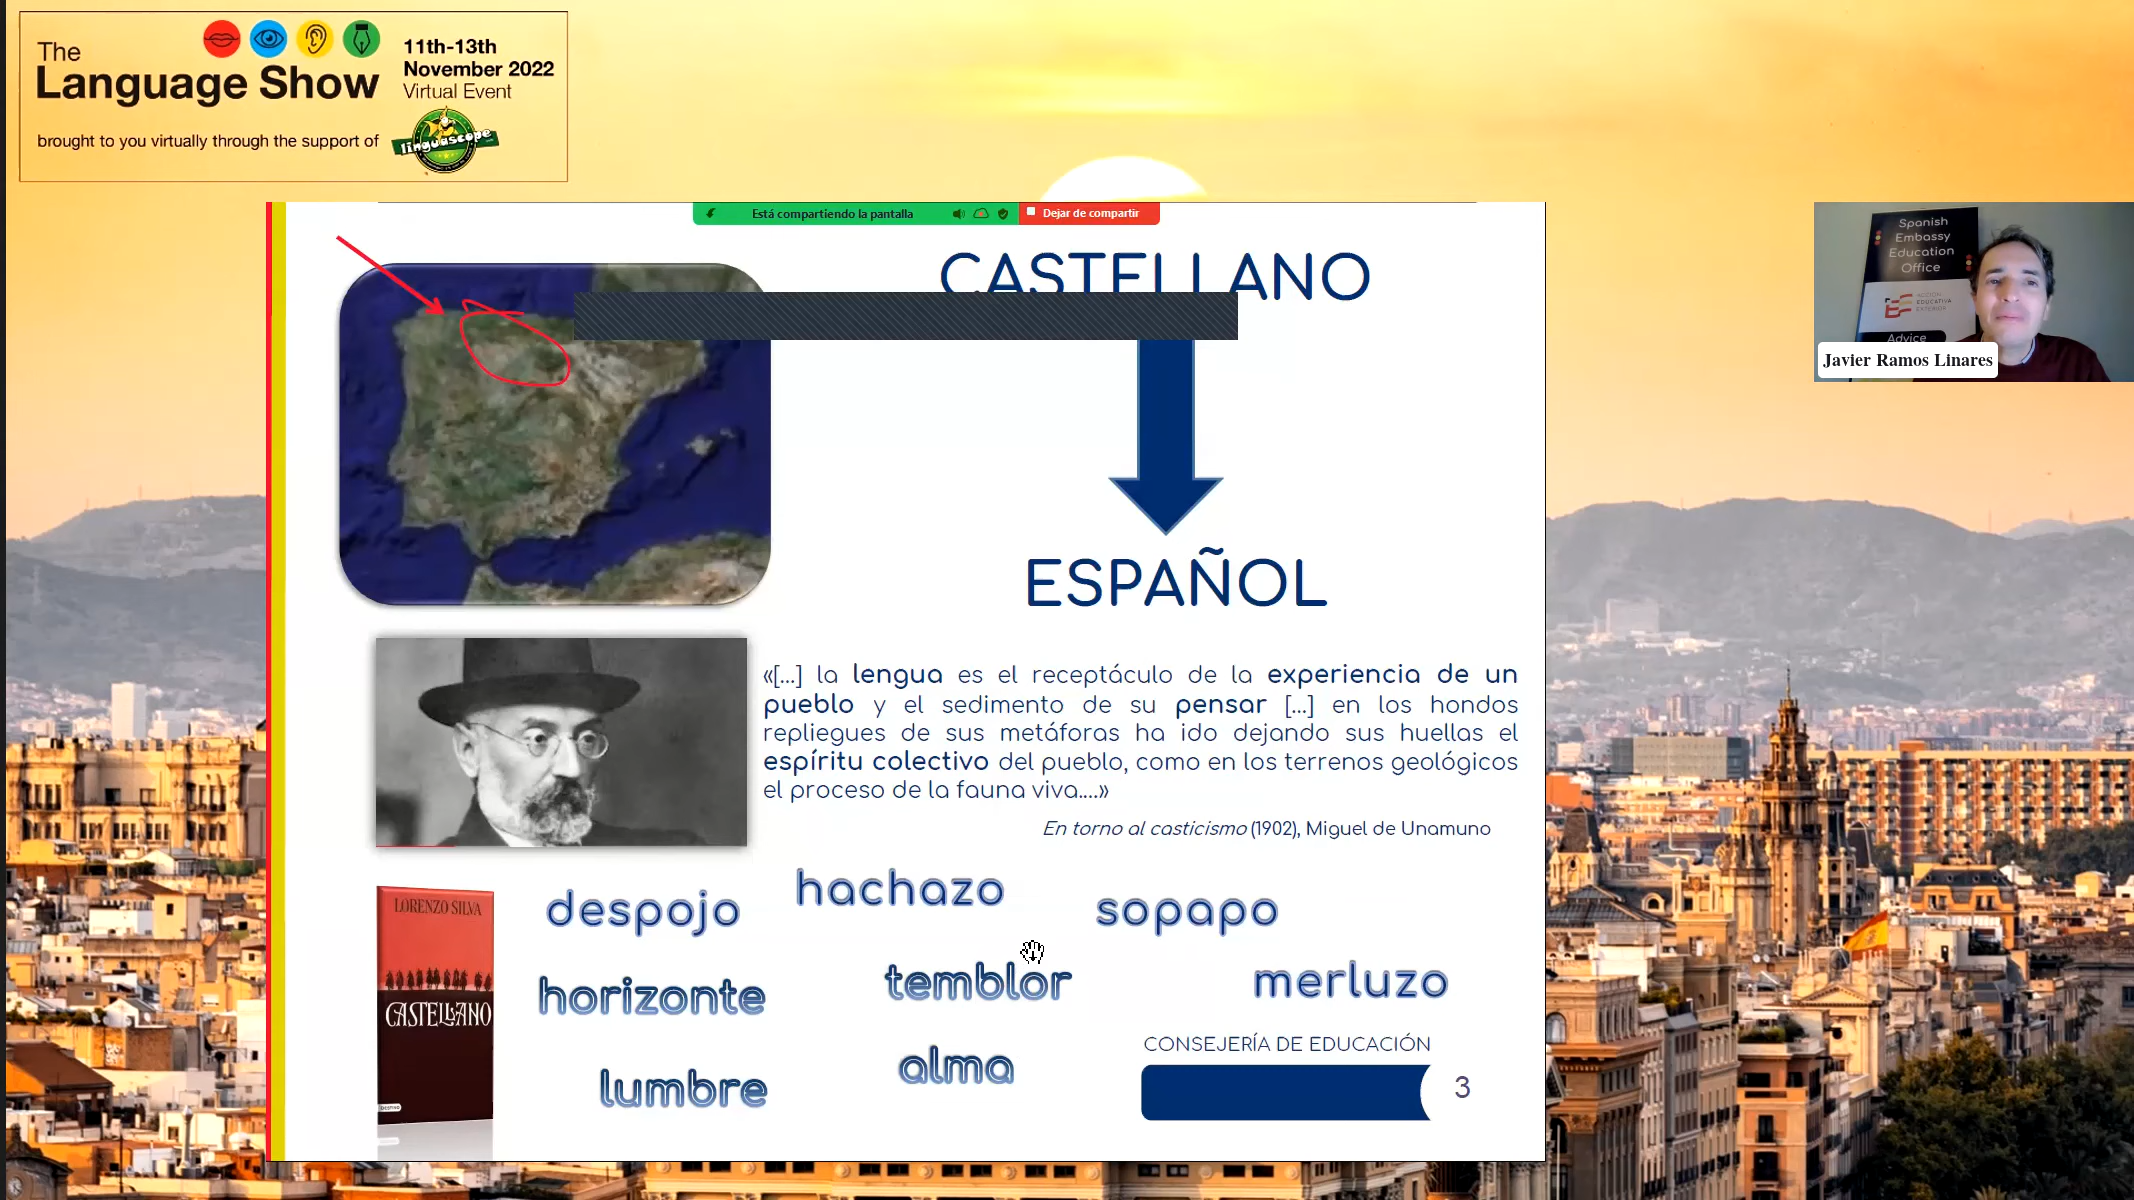 The
Language Show
11th-13th
November 2022
Virtual Event
brought to you virtually through the support of
linguascope
Está compartiendo la pantalla
Dejar de compartir
CASTELLANO
ESPAÑOL
«[...] la lengua es el receptáculo de la experiencia de un
pueblo y el sedimento de su pensar [...] en los hondos
repliegues de sus metáforas ha ido dejando sus huellas el
espíritu colectivo del pueblo, como en los terrenos geológicos
el proceso de la fauna viva....»
En torno al casticismo (1902), Miguel de Unamuno
LORENZO SILVA
CASTELLANO
despojo
hachazo
sopapo
horizonte
temblor
merluzo
lumbre
alma
CONSEJERÍA DE EDUCACIÓN
3
Spanish
Embassy
Education
Office
ACCIÓN
EDUCATIVA
EXTERIOR
Advice
Javier Ramos Linares